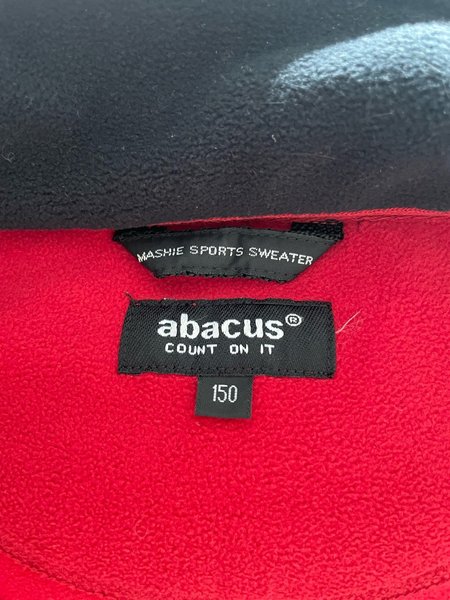 MASHIE SPORTS SWEATER
abacus®
COUNT ON IT
150